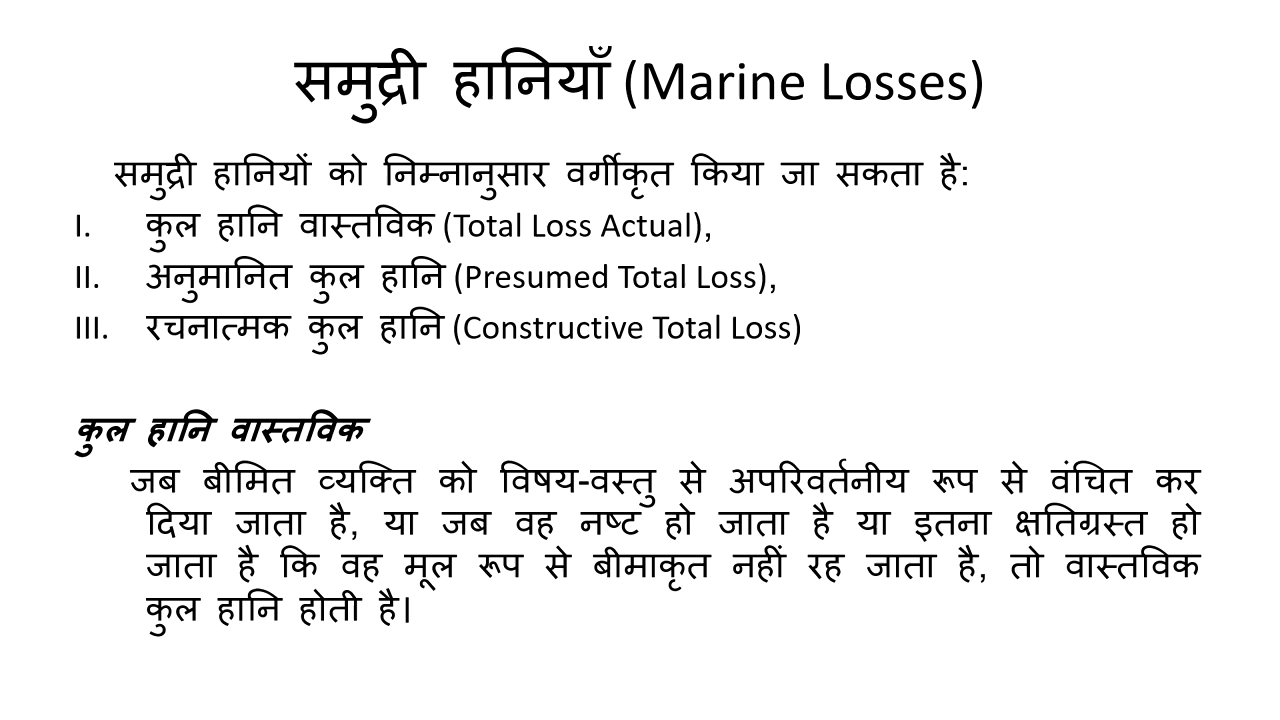 समुद्री हानियाँ (Marine Losses)
समुद्री हानियों को निम्नानुसार वर्गीकृत किया जा सकता है:
I. कुल हानि वास्तविक (Total Loss Actual),
II. अनुमानित कुल हानि (Presumed Total Loss),
III. रचनात्मक कुल हानि (Constructive Total Loss)
कुल हानि वास्तविक
जब बीमित व्यक्ति को विषय-वस्तु से अपरिवर्तनीय रूप से वंचित कर
दिया जाता है, या जब वह नष्ट हो जाता है या इतना क्षतिग्रस्त हो
जाता है कि वह मूल रूप से बीमाकृत नहीं रह जाता है, तो वास्तविक
कुल हानि होती है।